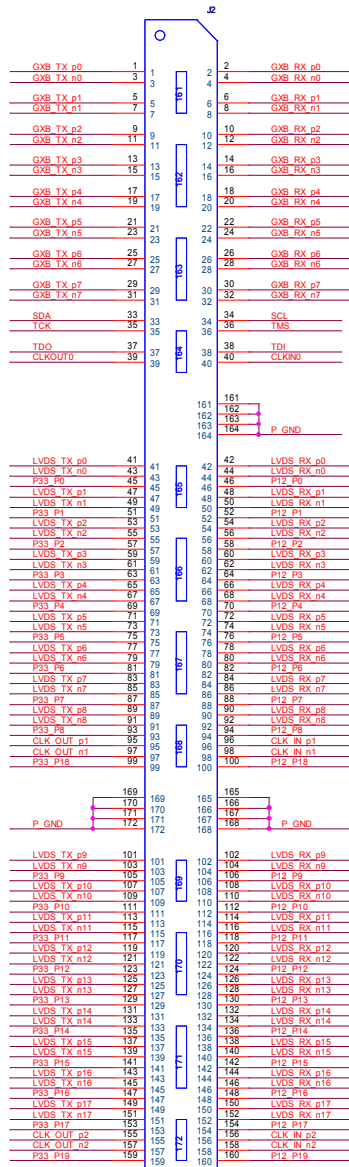 J2
GXB_TX_p0 1 1 2 2 GXB_RX_p0
GXB_TX_n0 3 3 4 4 GXB_RX_n0
161
GXB_TX_p1 5 5 6 6 GXB_RX_p1
GXB_TX_n1 7 7 8 8 GXB_RX_n1
GXB_TX_p2 9 9 10 10 GXB_RX_p2
GXB_TX_n2 11 11 12 12 GXB_RX_n2
162
GXB_TX_p3 13 13 14 14 GXB_RX_p3
GXB_TX_n3 15 15 16 16 GXB_RX_n3
GXB_TX_p4 17 17 18 18 GXB_RX_p4
GXB_TX_n4 19 19 20 20 GXB_RX_n4
GXB_TX_p5 21 21 22 22 GXB_RX_p5
GXB_TX_n5 23 23 24 24 GXB_RX_n5
163
GXB_TX_p6 25 25 26 26 GXB_RX_p6
GXB_TX_n6 27 27 28 28 GXB_RX_n6
GXB_TX_p7 29 29 30 30 GXB_RX_p7
GXB_TX_n7 31 31 32 32 GXB_RX_n7
SDA 33 33 34 34 SCL
TCK 35 35 36 36 TMS
164
TDO 37 37 38 38 TDI
CLKOUT0 39 39 40 40 CLKIN0
161 161
162 162
163 163
164 164 P_GND
LVDS_TX_p0 41 41 42 42 LVDS_RX_p0
LVDS_TX_n0 43 43 44 44 LVDS_RX_n0
P33_P0 45 45 46 46 P12_P0
165
LVDS_TX_p1 47 47 48 48 LVDS_RX_p1
LVDS_TX_n1 49 49 50 50 LVDS_RX_n1
P33_P1 51 51 52 52 P12_P1
LVDS_TX_p2 53 53 54 54 LVDS_RX_p2
LVDS_TX_n2 55 55 56 56 LVDS_RX_n2
P33_P2 57 57 58 58 P12_P2
LVDS_TX_p3 59 59 60 60 LVDS_RX_p3
166
LVDS_TX_n3 61 61 62 62 LVDS_RX_n3
P33_P3 63 63 64 64 P12_P3
LVDS_TX_p4 65 65 66 66 LVDS_RX_p4
LVDS_TX_n4 67 67 68 68 LVDS_RX_n4
P33_P4 69 69 70 70 P12_P4
LVDS_TX_p5 71 71 72 72 LVDS_RX_p5
LVDS_TX_n5 73 73 74 74 LVDS_RX_n5
P33_P5 75 75 76 76 P12_P5
LVDS_TX_p6 77 77 78 78 LVDS_RX_p6
167
LVDS_TX_n6 79 79 80 80 LVDS_RX_n6
P33_P6 81 81 82 82 P12_P6
LVDS_TX_p7 83 83 84 84 LVDS_RX_p7
LVDS_TX_n7 85 85 86 86 LVDS_RX_n7
P33_P7 87 87 88 88 P12_P7
LVDS_TX_p8 89 89 90 90 LVDS_RX_p8
LVDS_TX_n8 91 91 92 92 LVDS_RX_n8
P33_P8 93 93 94 94 P12_P8
168
CLK_OUT_p1 95 95 96 96 CLK_IN_p1
CLK_OUT_n1 97 97 98 98 CLK_IN_n1
P33_P18 99 99 100 100 P12_P18
169 169 165 165
170 170 166 166
171 171 167 167
P_GND 172 172 168 168 P_GND
LVDS_TX_p9 101 101 102 102 LVDS_RX_p9
LVDS_TX_n9 103 103 104 104 LVDS_RX_n9
P33_P9 105 105 106 106 P12_P9
169
LVDS_TX_p10 107 107 108 108 LVDS_RX_p10
LVDS_TX_n10 109 109 110 110 LVDS_RX_n10
P33_P10 111 111 112 112 P12_P10
LVDS_TX_p11 113 113 114 114 LVDS_RX_p11
LVDS_TX_n11 115 115 116 116 LVDS_RX_n11
P33_P11 117 117 118 118 P12_P11
LVDS_TX_p12 119 119 120 120 LVDS_RX_p12
170
LVDS_TX_n12 121 121 122 122 LVDS_RX_n12
P33_P12 123 123 124 124 P12_P12
LVDS_TX_p13 125 125 126 126 LVDS_RX_p13
LVDS_TX_n13 127 127 128 128 LVDS_RX_n13
P33_P13 129 129 130 130 P12_P13
LVDS_TX_p14 131 131 132 132 LVDS_RX_p14
LVDS_TX_n14 133 133 134 134 LVDS_RX_n14
P33_P14 135 135 136 136 P12_P14
LVDS_TX_p15 137 137 138 138 LVDS_RX_p15
171
LVDS_TX_n15 139 139 140 140 LVDS_RX_n15
P33_P15 141 141 142 142 P12_P15
LVDS_TX_p16 143 143 144 144 LVDS_RX_p16
LVDS_TX_n16 145 145 146 146 LVDS_RX_n16
P33_P16 147 147 148 148 P12_P16
LVDS_TX_p17 149 149 150 150 LVDS_RX_p17
LVDS_TX_n17 151 151 152 152 LVDS_RX_n17
P33_P17 153 153 154 154 P12_P17
172
CLK_OUT_p2 155 155 156 156 CLK_IN_p2
CLK_OUT_n2 157 157 158 158 CLK_IN_n2
P33_P19 159 159 160 160 P12_P19